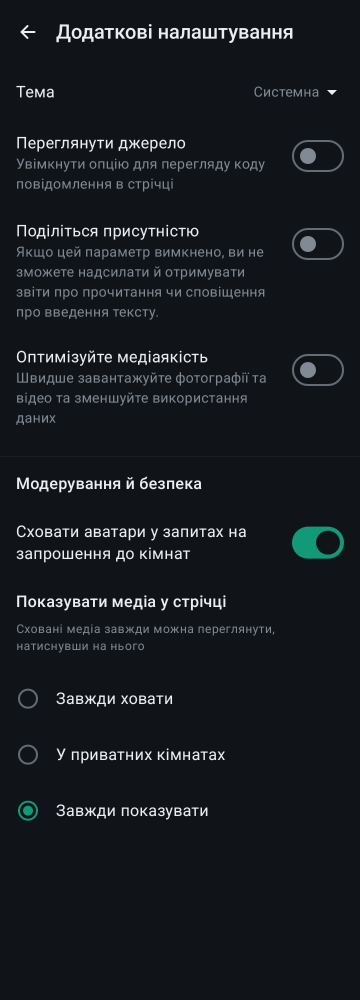 Додаткові налаштування
Тема
Системна
Переглянути джерело
Увімкнути опцію для перегляду коду
повідомлення в стрічці
Поділіться присутністю
Якщо цей параметр вимкнено, ви не
зможете надсилати й отримувати
звіти про прочитання чи сповіщення
про введення тексту.
Оптимізуйте медіаякість
Швидше завантажуйте фотографії та
відео та зменшуйте використання
даних
Модерування й безпека
Сховати аватари у запитах на
запрошення до кімнат
Показувати медіа у стрічці
Сховані медіа завжди можна переглянути,
натиснувши на нього
Завжди ховати
У приватних кімнатах
Завжди показувати